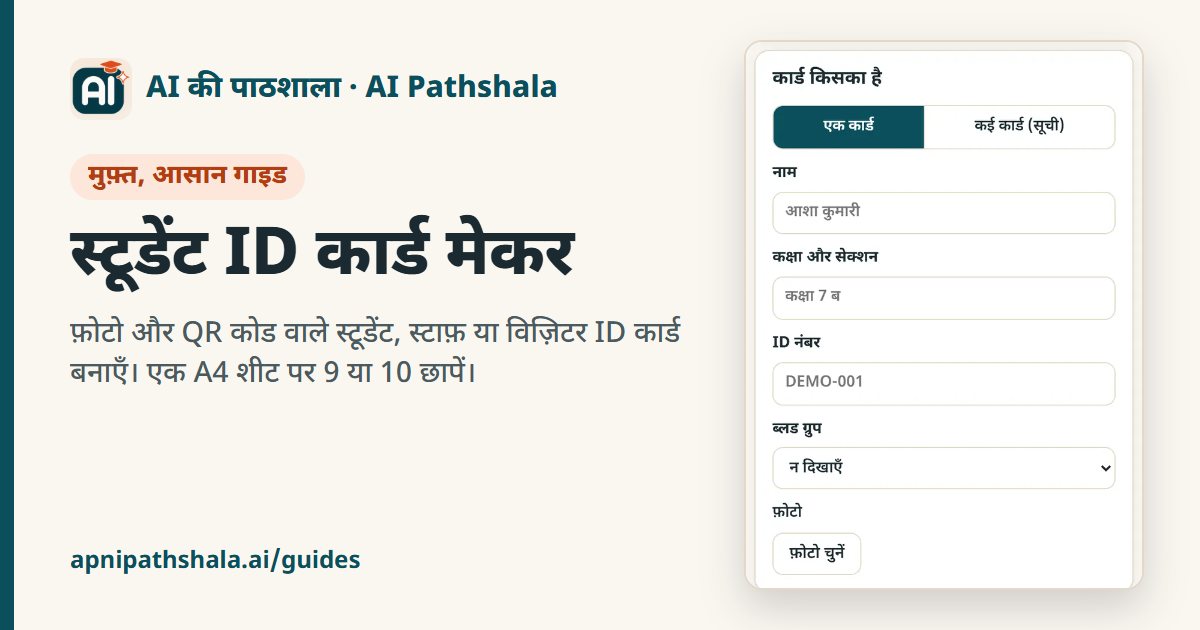 AI
AI की पाठशाला · AI Pathshala
मुफ़्त, आसान गाइड
स्टूडेंट ID कार्ड मेकर
फ़ोटो और QR कोड वाले स्टूडेंट, स्टाफ़ या विज़िटर ID कार्ड
बनाएँ। एक A4 शीट पर 9 या 10 छापें।
apnipathshala.ai/guides
कार्ड किसका है
एक कार्ड
कई कार्ड (सूची)
नाम
आशा कुमारी
कक्षा और सेक्शन
कक्षा 7 ब
ID नंबर
DEMO-001
ब्लड ग्रुप
न दिखाएँ
फ़ोटो
फ़ोटो चुनें